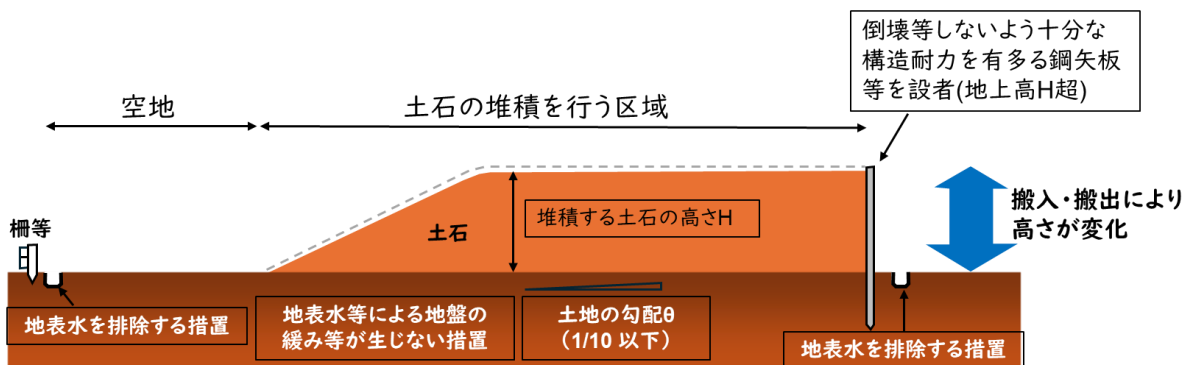 倒壊等しないよう十分な
構造耐力を有多る鋼矢板
等を設者(地上高H超)
空地
土石の堆積を行う区域
搬入・搬出により
高さが変化
堆積する土石の高さH
柵等
土石
地表水を排除する措置
地表水等による地盤の
緩み等が生じない措置
土地の勾配θ
（1/10 以下）
地表水を排除する措置